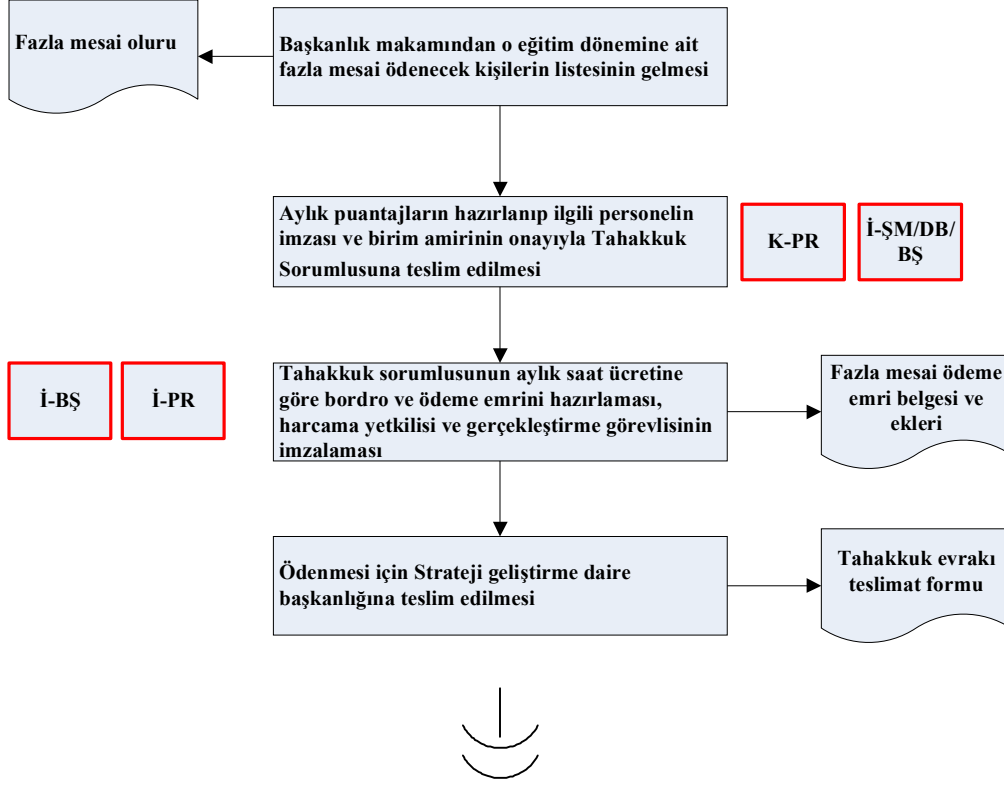 Fazla mesai oluru
Başkanlık makamından o eğitim dönemine ait
fazla mesai ödenecek kişilerin listesinin gelmesi
Aylık puantajların hazırlanıp ilgili personelin
imzası ve birim amirinin onayıyla Tahakkuk
Sorumlusuna teslim edilmesi
K-PR
İ-ŞM/DB/
BŞ
İ-BŞ
İ-PR
Tahakkuk sorumlusunun aylık saat ücretine
göre bordro ve ödeme emrini hazırlaması,
harcama yetkilisi ve gerçekleştirme görevlisinin
imzalaması
Fazla mesai ödeme
emri belgesi ve
ekleri
Ödenmesi için Strateji geliştirme daire
başkanlığına teslim edilmesi
Tahakkuk evrakı
teslimat formu